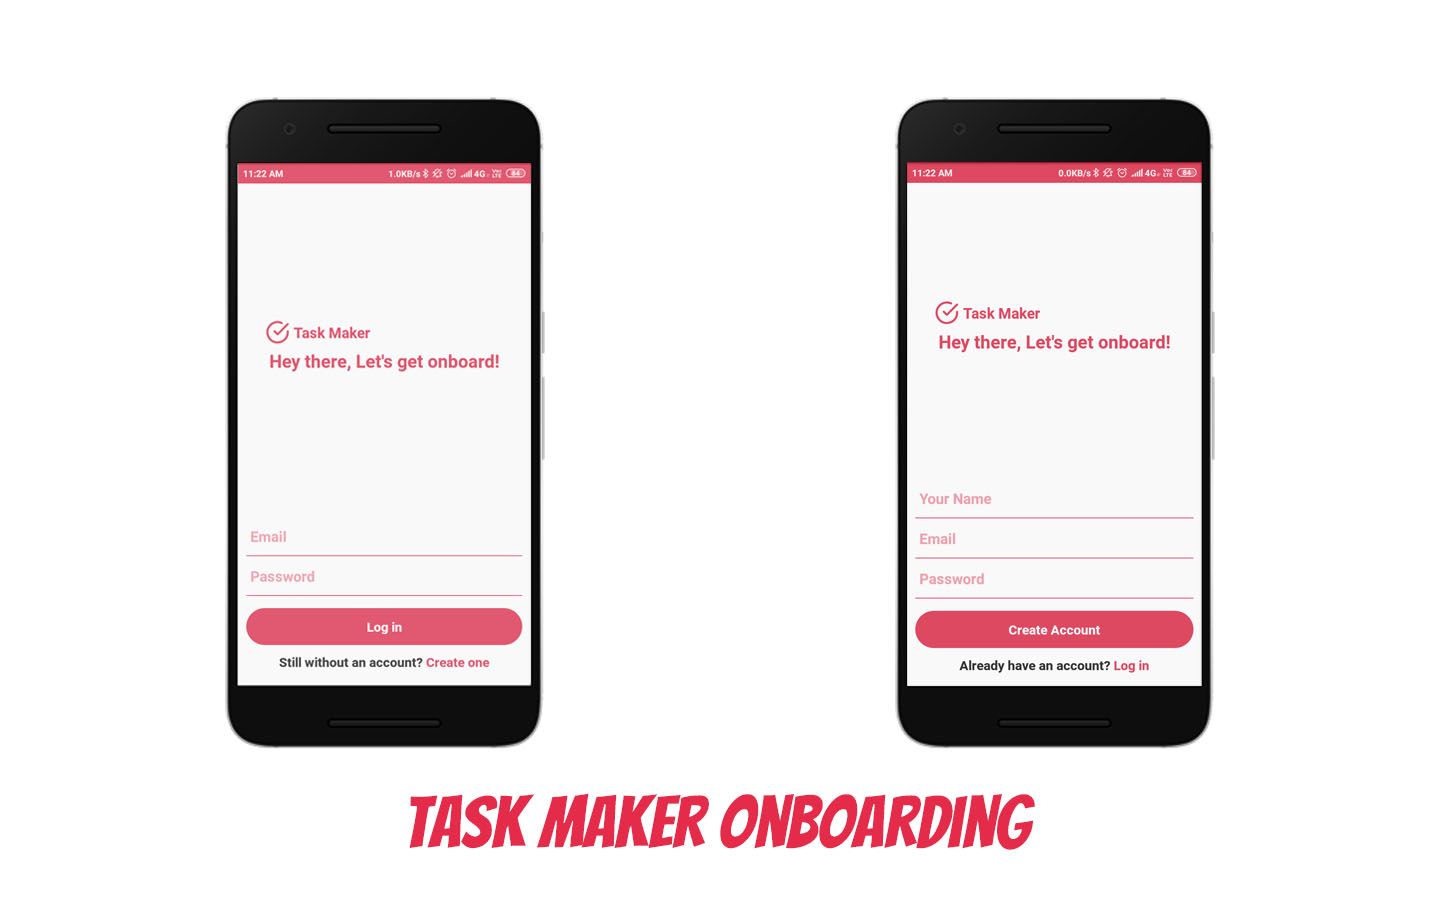 11:22 AM 1.0KB/s 4G VoLTE 84
Task Maker
Hey there, Let's get onboard!
Email
Password
Log in
Still without an account? Create one
11:22 AM 0.0KB/s 4G VoLTE 84
Task Maker
Hey there, Let's get onboard!
Your Name
Email
Password
Create Account
Already have an account? Log in
TASK MAKER ONBOARDING